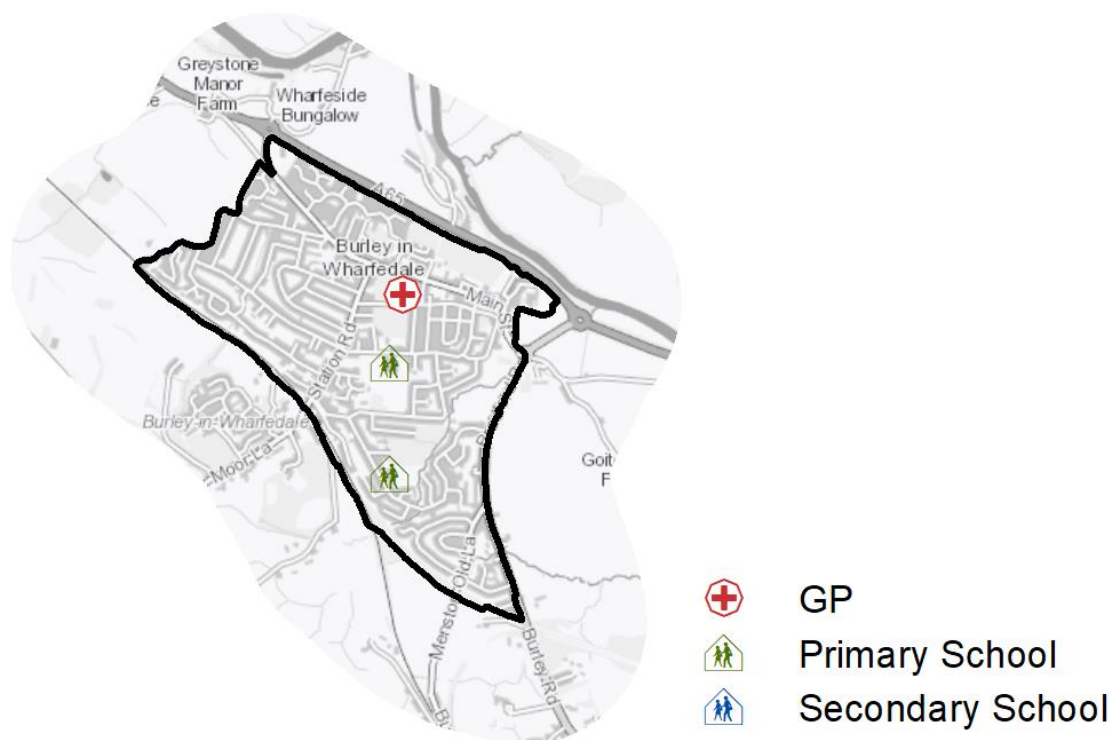 Greystone
Manor
Farm
Wharfeside
Bungalow
A65
Burley in
Wharfedale
Main St
Station Rd
Burley-in-Wharfedale
Moor La
Goit
F
Menston Old La
Burley Rd
GP
Primary School
Secondary School